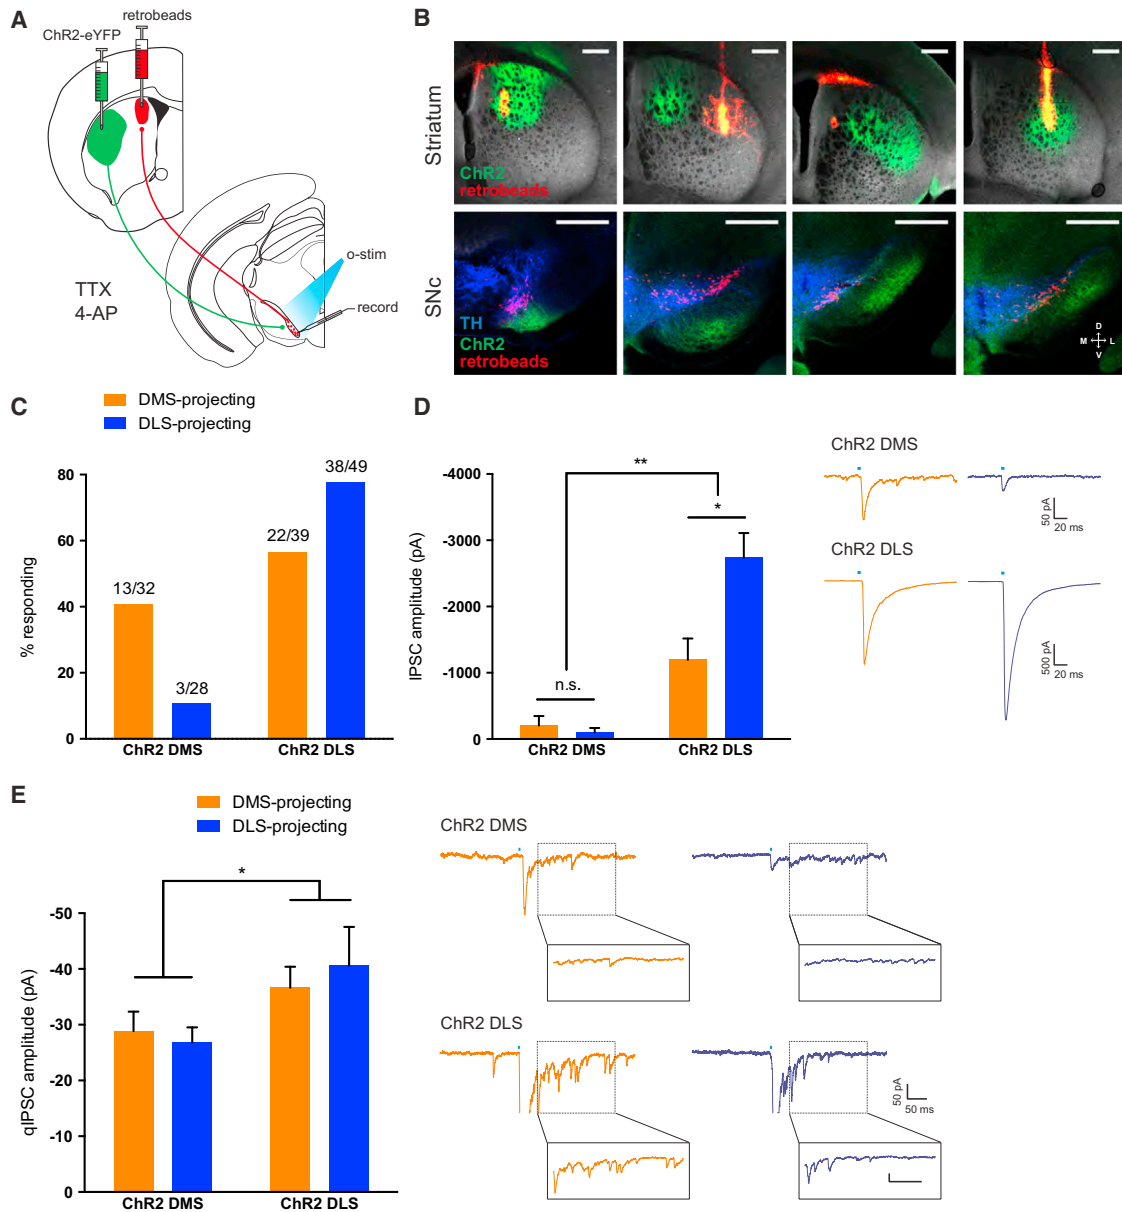 A
retrobeads
ChR2-eYFP
TTX
4-AP
o-stim
record
B
Striatum
ChR2
retrobeads
SNc
TH
ChR2
retrobeads
D
M L
V
C
DMS-projecting
DLS-projecting
% responding
80
60
40
20
0
13/32
3/28
22/39
38/49
ChR2 DMS
ChR2 DLS
D
IPSC amplitude (pA)
-4000
-3000
-2000
-1000
0
**
*
n.s.
ChR2 DMS
ChR2 DLS
ChR2 DMS
50 pA
20 ms
ChR2 DLS
500 pA
20 ms
E
DMS-projecting
DLS-projecting
qIPSC amplitude (pA)
-50
-40
-30
-20
-10
0
*
ChR2 DMS
ChR2 DLS
ChR2 DMS
ChR2 DLS
50 pA
50 ms